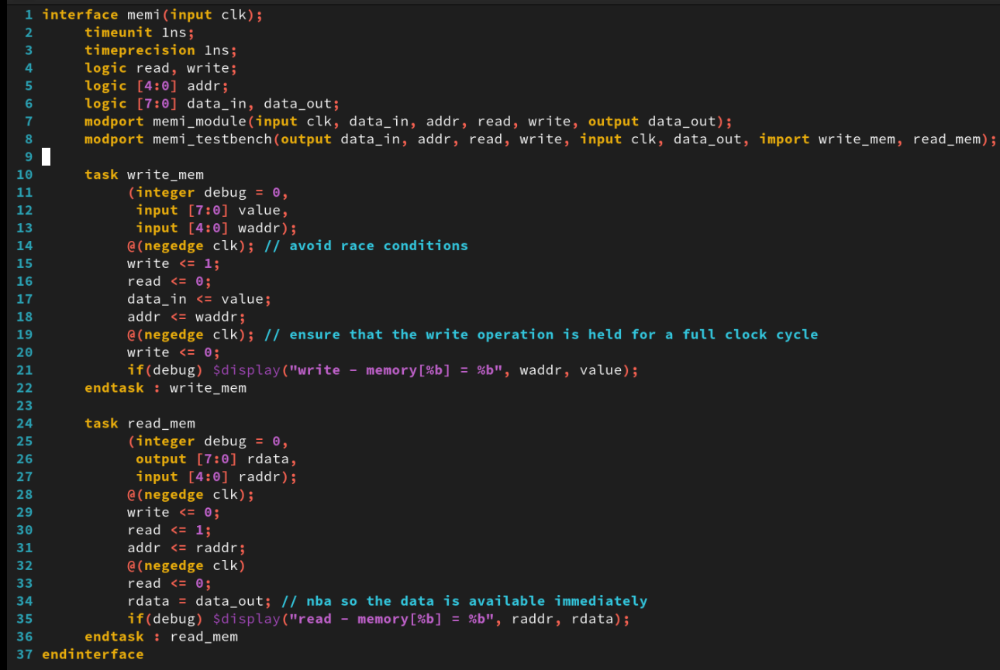 1 interface memi(input clk);
2 timeunit 1ns;
3 timeprecision 1ns;
4 logic read, write;
5 logic [4:0] addr;
6 logic [7:0] data_in, data_out;
7 modport memi_module(input clk, data_in, addr, read, write, output data_out);
8 modport memi_testbench(output data_in, addr, read, write, input clk, data_out, import write_mem, read_mem);
9
10 task write_mem
11 (integer debug = 0,
12 input [7:0] value,
13 input [4:0] waddr);
14 @(negedge clk); // avoid race conditions
15 write <= 1;
16 read <= 0;
17 data_in <= value;
18 addr <= waddr;
19 @(negedge clk); // ensure that the write operation is held for a full clock cycle
20 write <= 0;
21 if(debug) $display("write - memory[%b] = %b", waddr, value);
22 endtask : write_mem
23
24 task read_mem
25 (integer debug = 0,
26 output [7:0] rdata,
27 input [4:0] raddr);
28 @(negedge clk);
29 write <= 0;
30 read <= 1;
31 addr <= raddr;
32 @(negedge clk)
33 read <= 0;
34 rdata = data_out; // nba so the data is available immediately
35 if(debug) $display("read - memory[%b] = %b", raddr, rdata);
36 endtask : read_mem
37 endinterface